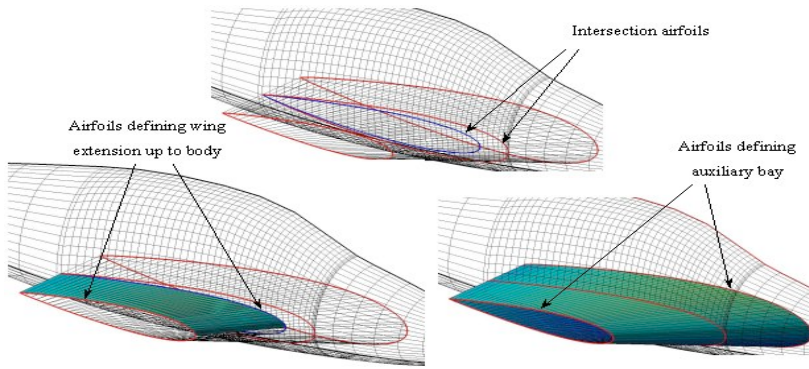 Intersection airfoils
Airfoils defining wing
extension up to body
Airfoils defining
auxiliary bay